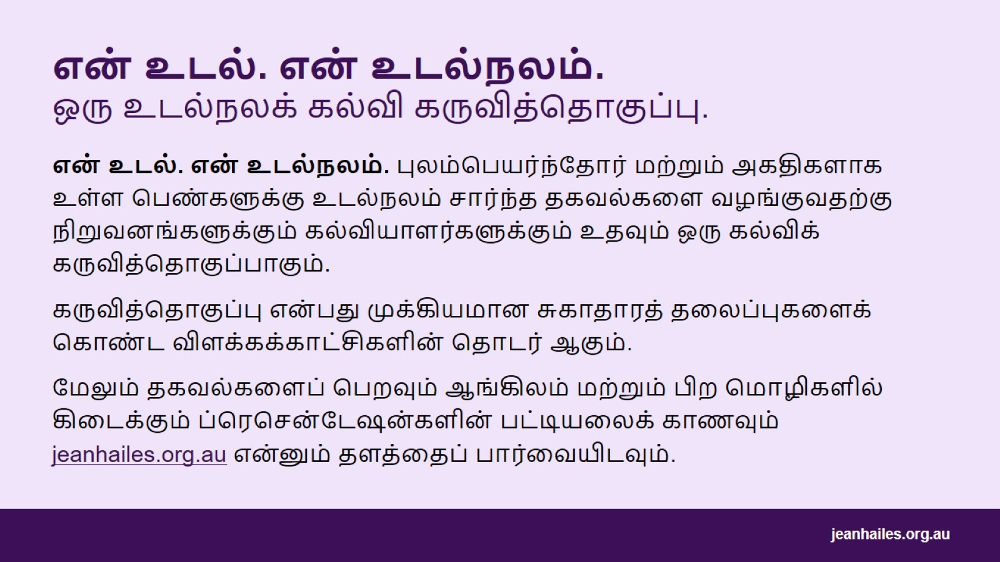 என் உடல். என் உடல்நலம்.
ஒரு உடல்நலக் கல்வி கருவித்தொகுப்பு.
என் உடல். என் உடல்நலம். புலம்பெயர்ந்தோர் மற்றும் அகதிகளாக
உள்ள பெண்களுக்கு உடல்நலம் சார்ந்த தகவல்களை வழங்குவதற்கு
நிறுவனங்களுக்கும் கல்வியாளர்களுக்கும் உதவும் ஒரு கல்விக்
கருவித்தொகுப்பாகும்.
கருவித்தொகுப்பு என்பது முக்கியமான சுகாதாரத் தலைப்புகளைக்
கொண்ட விளக்கக்காட்சிகளின் தொடர் ஆகும்.
மேலும் தகவல்களைப் பெறவும் ஆங்கிலம் மற்றும் பிற மொழிகளில்
கிடைக்கும் ப்ரெசென்டேஷன்களின் பட்டியலைக் காணவும்
jeanhailes.org.au என்னும் தளத்தைப் பார்வையிடவும்.
jeanhailes.org.au